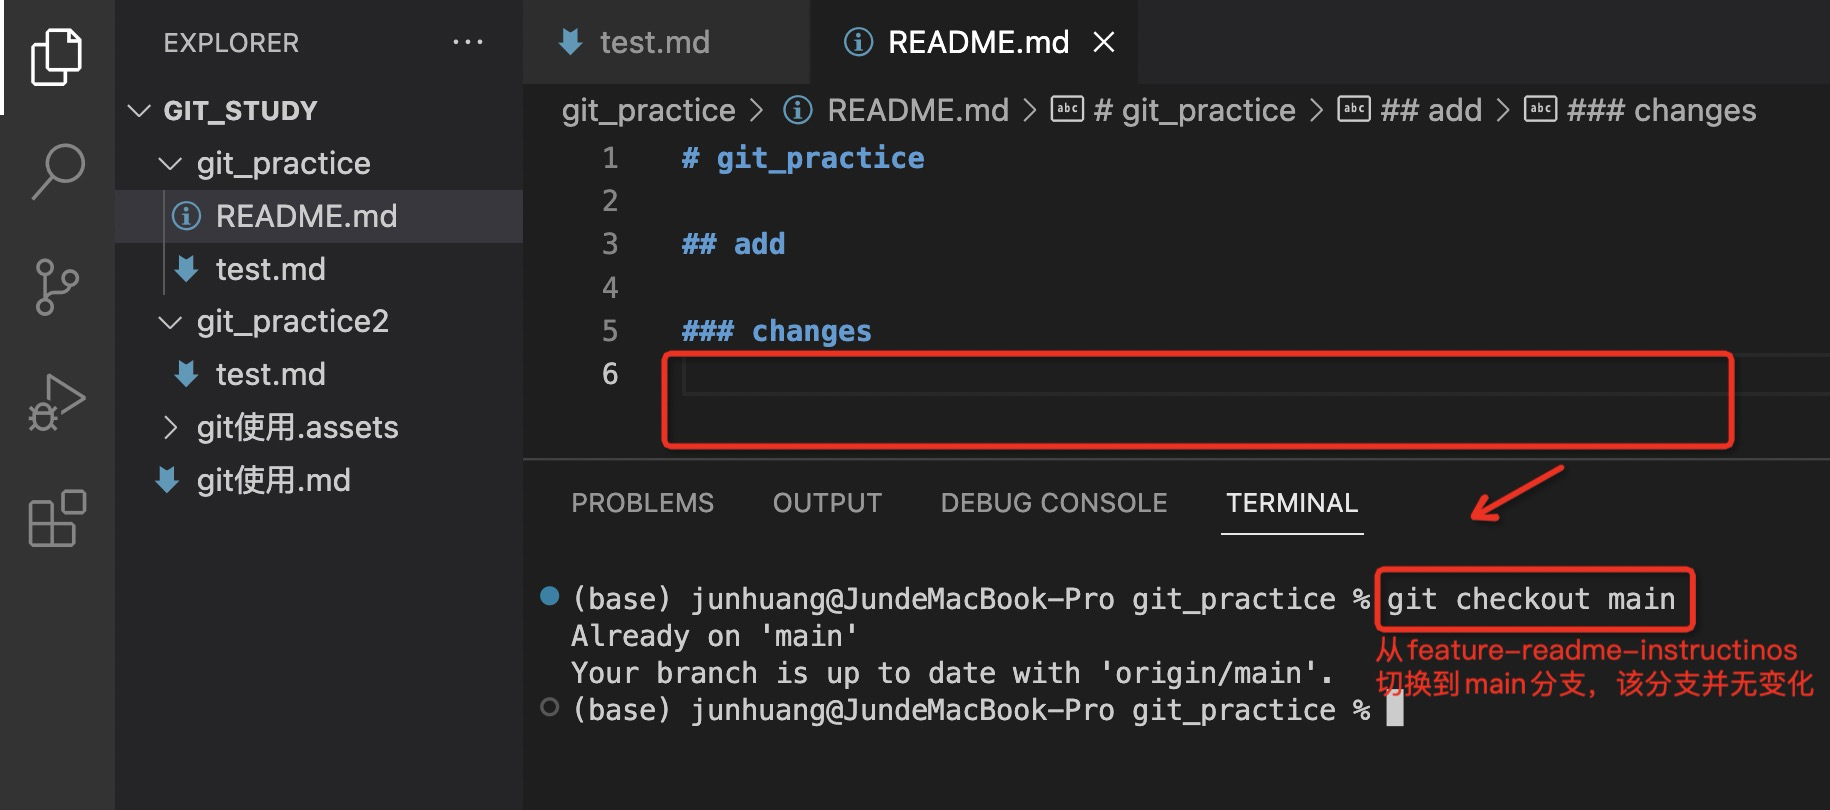 EXPLORER ...
GIT_STUDY
git_practice
README.md
test.md
git_practice2
test.md
git使用.assets
git使用.md
test.md README.md
git_practice > README.md > abc # git_practice > abc ## add > abc ### changes
1 # git_practice
2
3 ## add
4
5 ### changes
6
PROBLEMS OUTPUT DEBUG CONSOLE TERMINAL
(base) junhuang@JundeMacBook-Pro git_practice % git checkout main
Already on 'main'
Your branch is up to date with 'origin/main'.
(base) junhuang@JundeMacBook-Pro git_practice %
从feature-readme-instructinos
切换到main分支，该分支并无变化